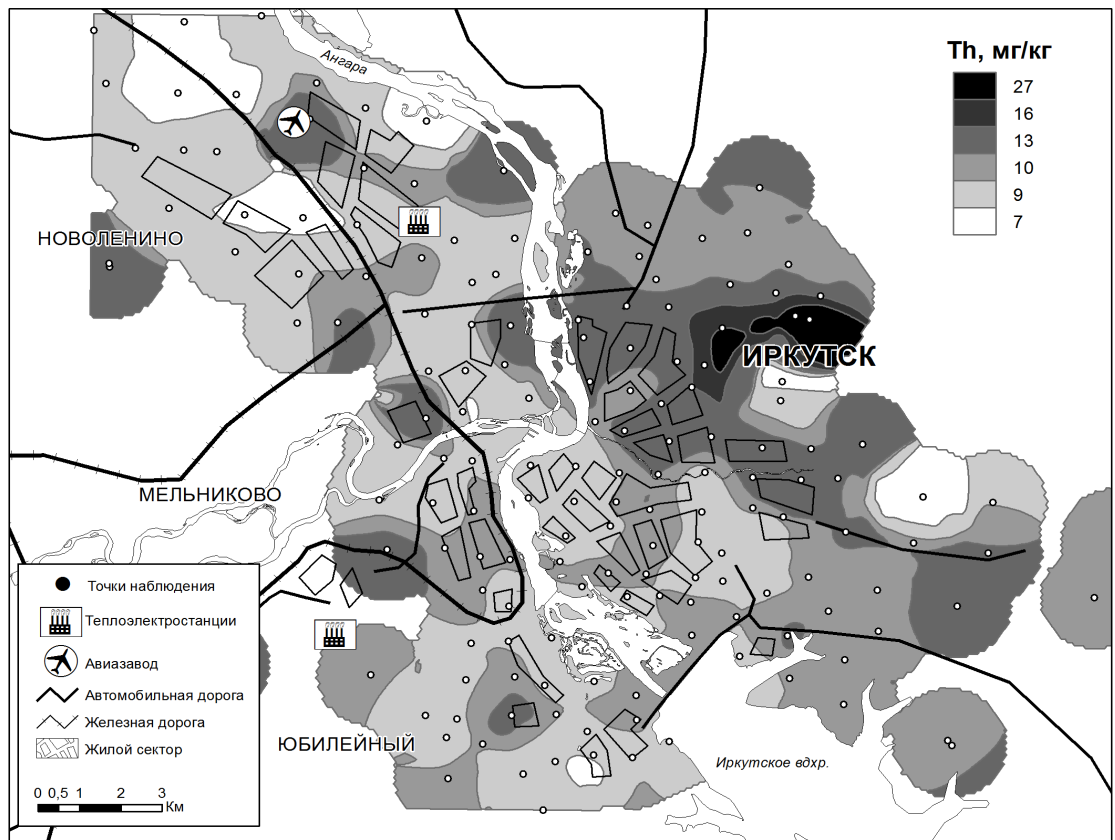 Ангара
Th, мг/кг
27
16
13
10
9
7
НОВОЛЕНИНО
ИРКУТСК
МЕЛЬНИКОВО
Точки наблюдения
Теплоэлектростанции
Авиазавод
Автомобильная дорога
Железная дорога
Жилой сектор
0 0,5 1 2 3
Км
ЮБИЛЕЙНЫЙ
Иркутское вдхр.